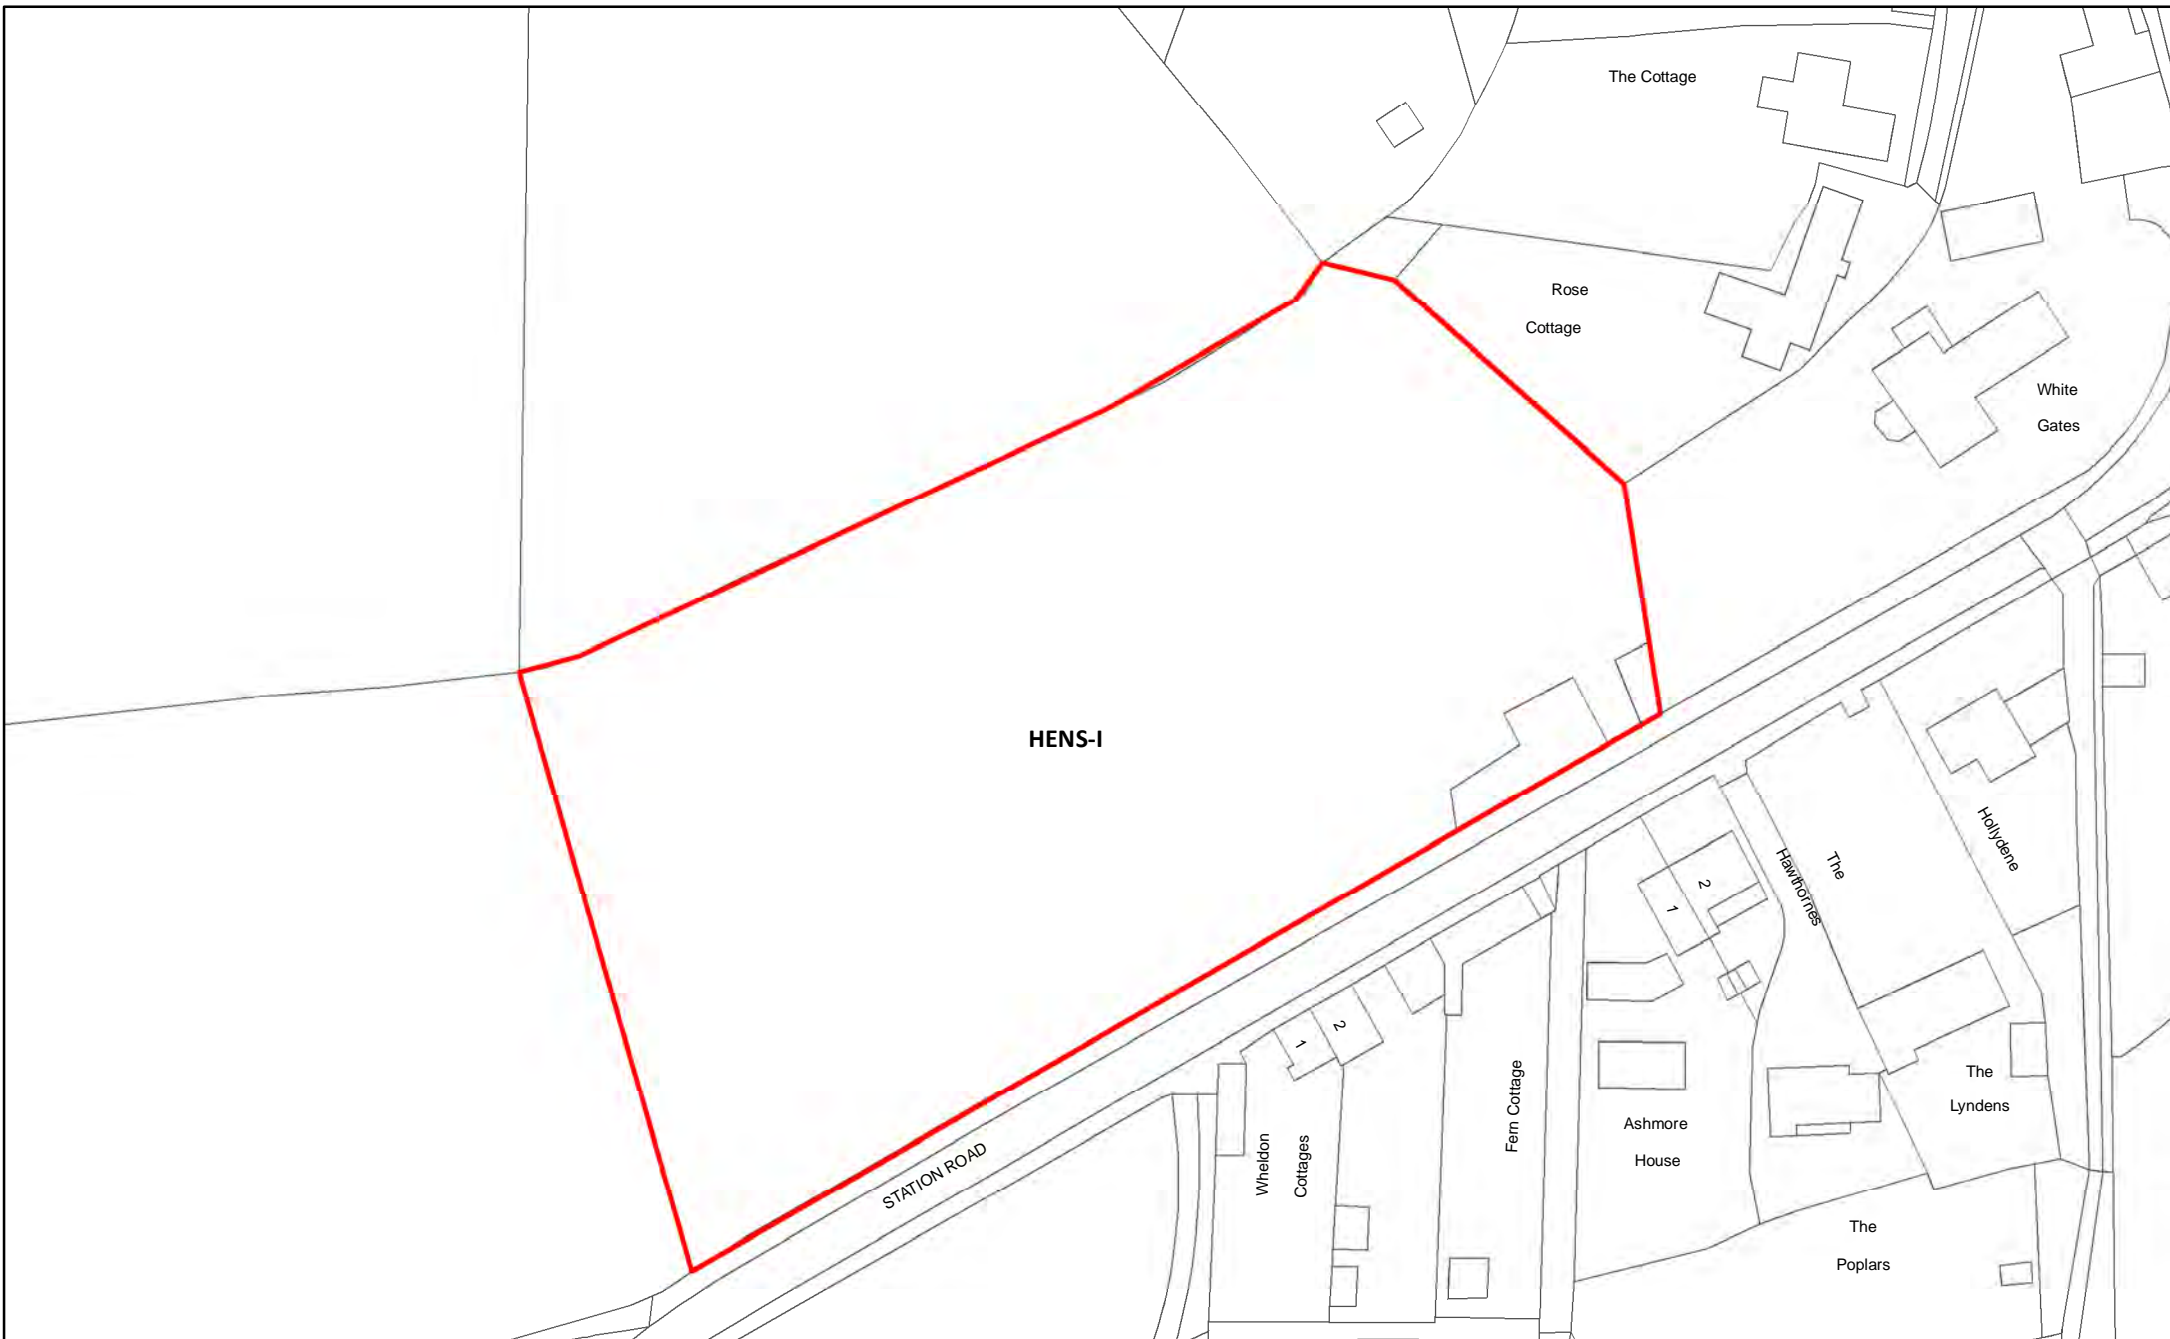 The Cottage
Rose
Cottage
White
Gates
HENS-I
Hollydene
The
Hawthornes
2
1
2
1
STATION ROAD
Fern Cottage
Wheldon
Cottages
Ashmore
House
The
Lyndens
The
Poplars